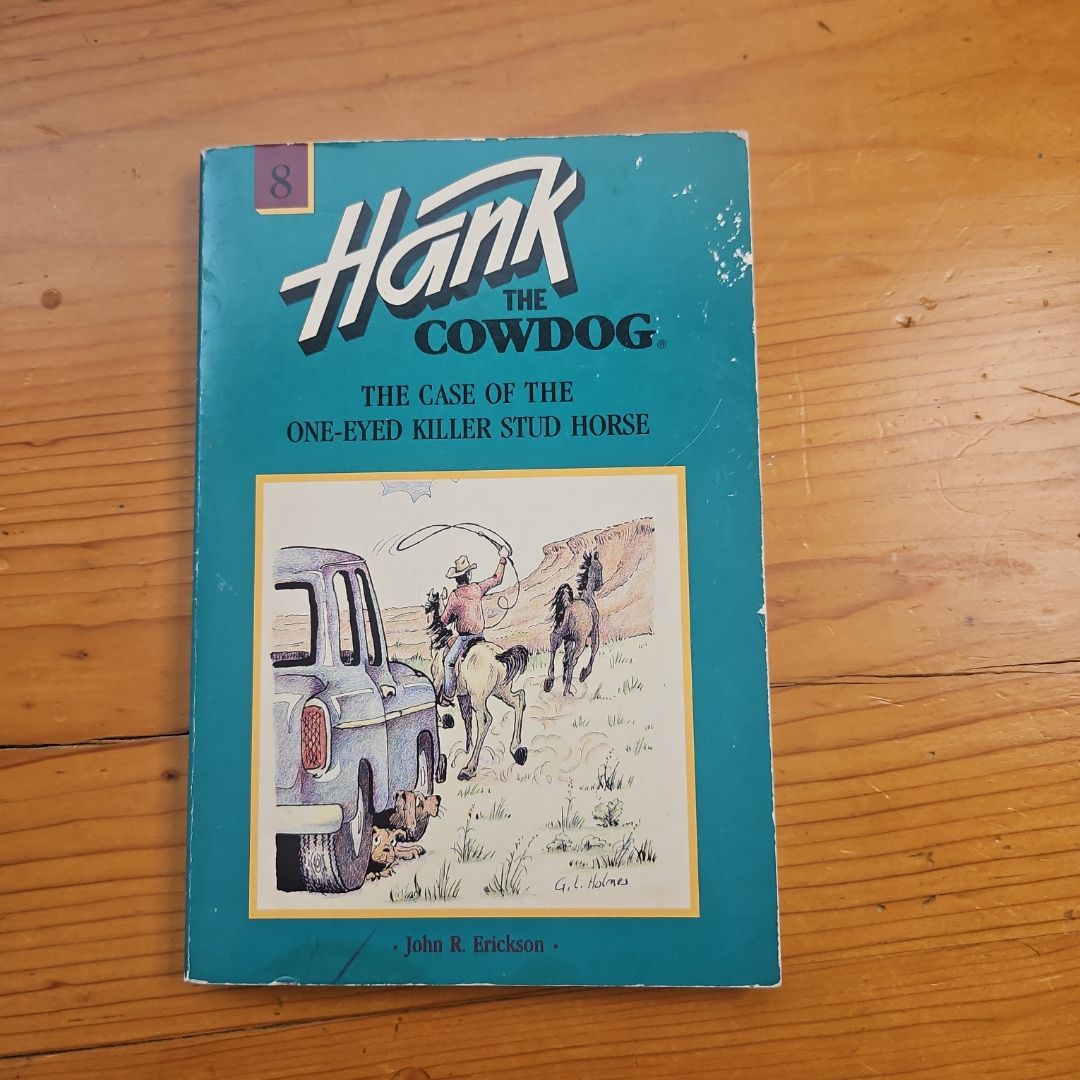 8
Hank
THE
COWDOG®
THE CASE OF THE
ONE-EYED KILLER STUD HORSE
G.L. Holmes
· John R. Erickson ·